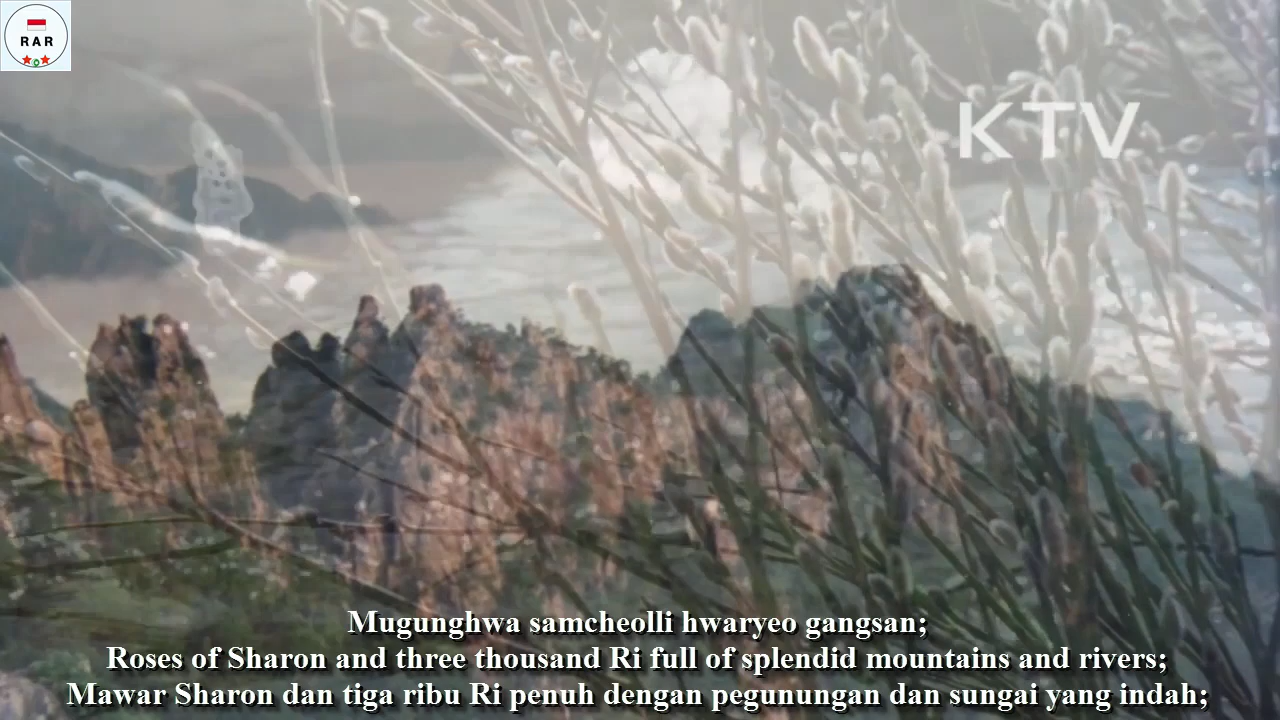 RAR
KTV
Mugunghwa samcheolli hwaryeo gangsan;
Roses of Sharon and three thousand Ri full of splendid mountains and rivers;
Mawar Sharon dan tiga ribu Ri penuh dengan pegunungan dan sungai yang indah;